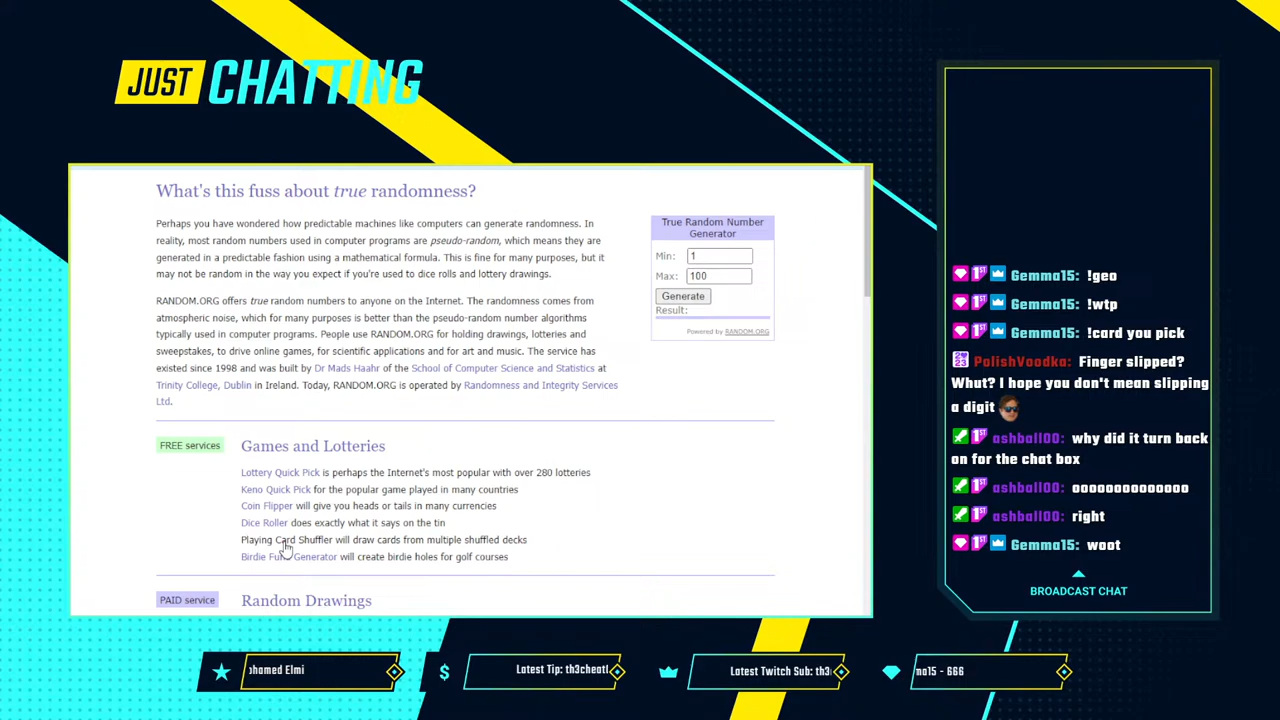 JUST CHATTING
What's this fuss about true randomness?
Perhaps you have wondered how predictable machines like computers can generate randomness. In
reality, most random numbers used in computer programs are pseudo-random, which means they are
generated in a predictable fashion using a mathematical formula. This is fine for many purposes, but it
may not be random in the way you expect if you're used to dice rolls and lottery drawings.
RANDOM.ORG offers true random numbers to anyone on the Internet. The randomness comes from
atmospheric noise, which for many purposes is better than the pseudo-random number algorithms
typically used in computer programs. People use RANDOM.ORG for holding drawings, lotteries and
sweepstakes, to drive online games, for scientific applications and for art and music. The service has
existed since 1998 and was built by Dr Mads Haahr of the School of Computer Science and Statistics at
Trinity College, Dublin in Ireland. Today, RANDOM.ORG is operated by Randomness and Integrity Services
Ltd.
True Random Number
Generator
Min: 1
Max: 100
Generate
Result:
Powered by RANDOM.ORG
FREE services
Games and Lotteries
Lottery Quick Pick is perhaps the Internet's most popular with over 280 lotteries
Keno Quick Pick for the popular game played in many countries
Coin Flipper will give you heads or tails in many currencies
Dice Roller does exactly what it says on the tin
Playing Card Shuffler will draw cards from multiple shuffled decks
Birdie Generator will create birdie holes for golf courses
PAID service
Random Drawings
Gemma15: !geo
Gemma15: !wtp
Gemma15: !card you pick
PolishVoodka: Finger slipped?
Whut? I hope you don't mean slipping
a digit
ashball00: why did it turn back
on for the chat box
ashball00: oooooooooooooo
ashball00: right
Gemma15: woot
BROADCAST CHAT
ohamed Elmi
$
Latest Tip: th3cheatl
Latest Twitch Sub: th3
ma15 - 666